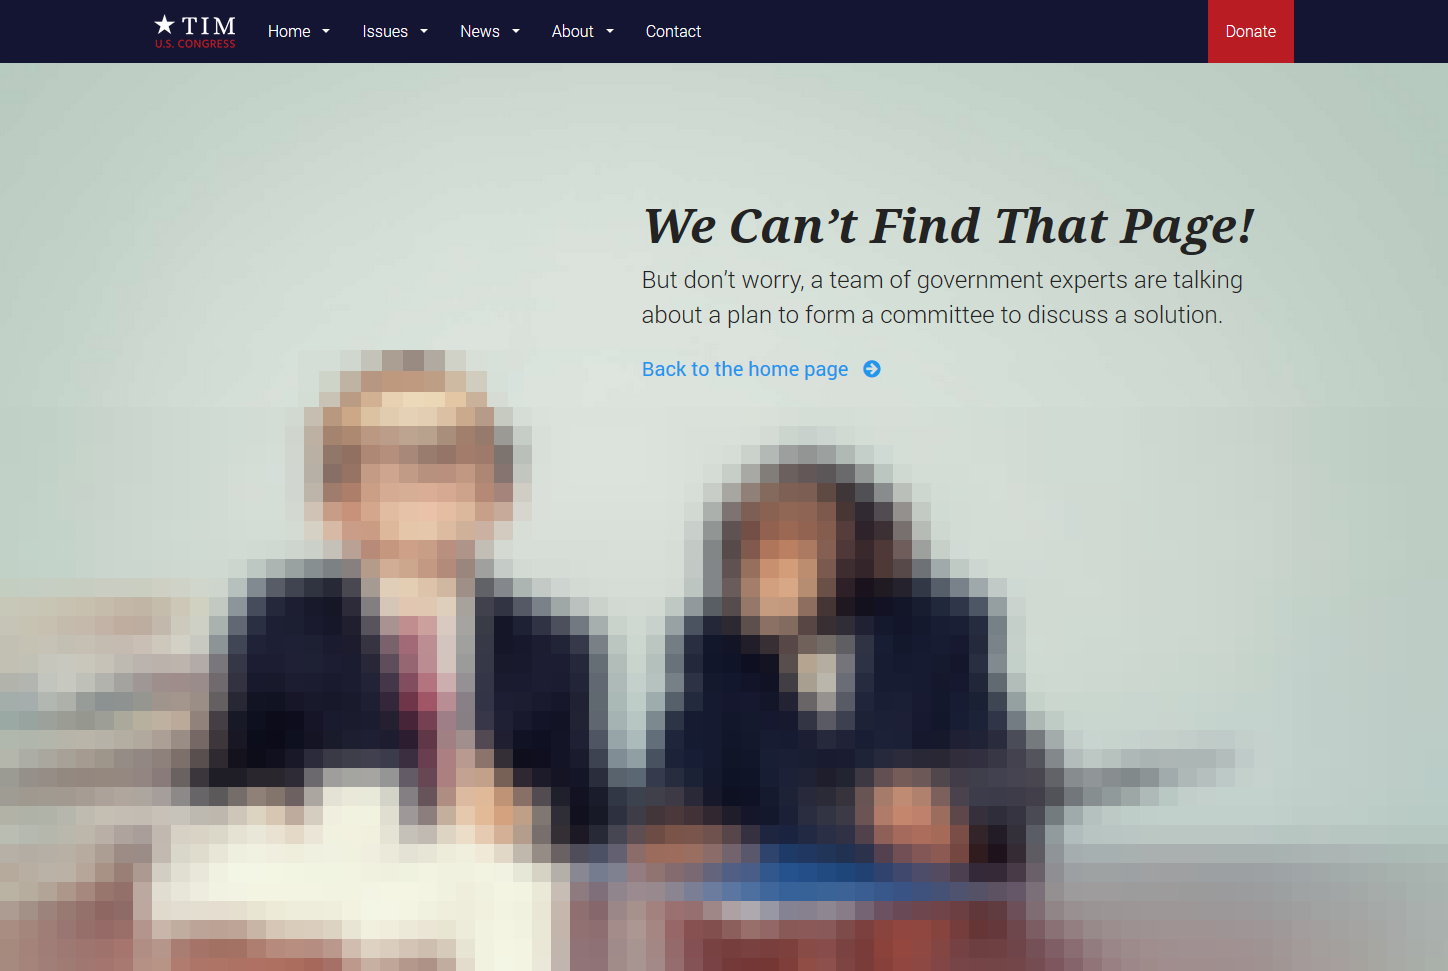 TIM
U.S. CONGRESS
Home
Issues
News
About
Contact
Donate
We Can’t Find That Page!
But don’t worry, a team of government experts are talking
about a plan to form a committee to discuss a solution.
Back to the home page